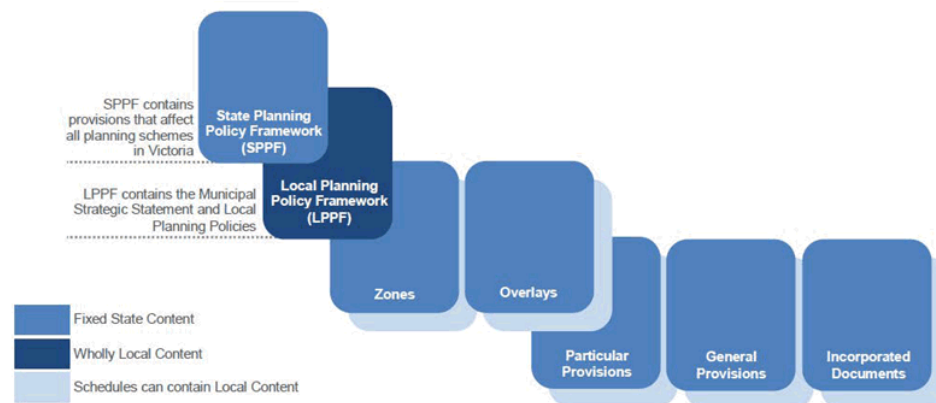 SPPF contains
provisions that affect
all planning schemes
in Victoria
State Planning
Policy Framework
(SPPF)
LPPF contains the Municipal
Strategic Statement and Local
Planning Policies
Local Planning
Policy Framework
(LPPF)
Zones
Overlays
Particular
Provisions
General
Provisions
Incorporated
Documents
Fixed State Content
Wholly Local Content
Schedules can contain Local Content